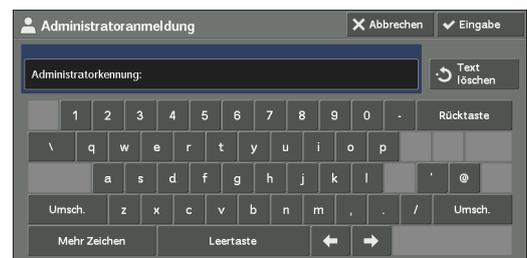 Administratoranmeldung Abbrechen Eingabe
Administratorkennung: Text löschen
1 2 3 4 5 6 7 8 9 0 - Rücktaste
\ q w e r t y u i o p
a s d f g h j k l ' @
Umsch. z x c v b n m , . / Umsch.
Mehr Zeichen Leertaste